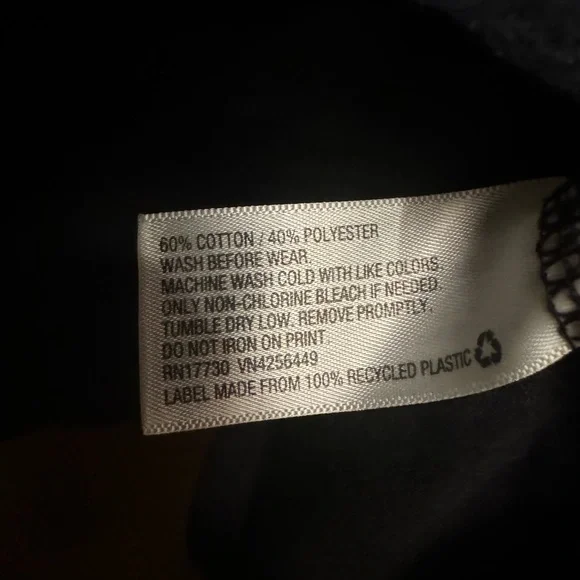 60% COTTON / 40% POLYESTER
WASH BEFORE WEAR.
MACHINE WASH COLD WITH LIKE COLORS.
ONLY NON-CHLORINE BLEACH IF NEEDED.
TUMBLE DRY LOW. REMOVE PROMPTLY.
DO NOT IRON ON PRINT.
RN17730 VN4256449
LABEL MADE FROM 100% RECYCLED PLASTIC